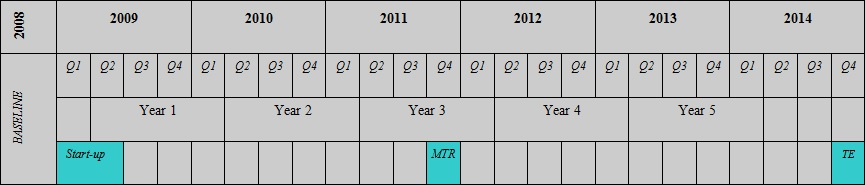 2008 2009 2010 2011 2012 2013 2014
BASELINE Q1 Q2 Q3 Q4 Q1 Q2 Q3 Q4 Q1 Q2 Q3 Q4 Q1 Q2 Q3 Q4 Q1 Q2 Q3 Q4 Q1 Q2 Q3 Q4
Year 1 Year 2 Year 3 Year 4 Year 5
Start-up MTR TE